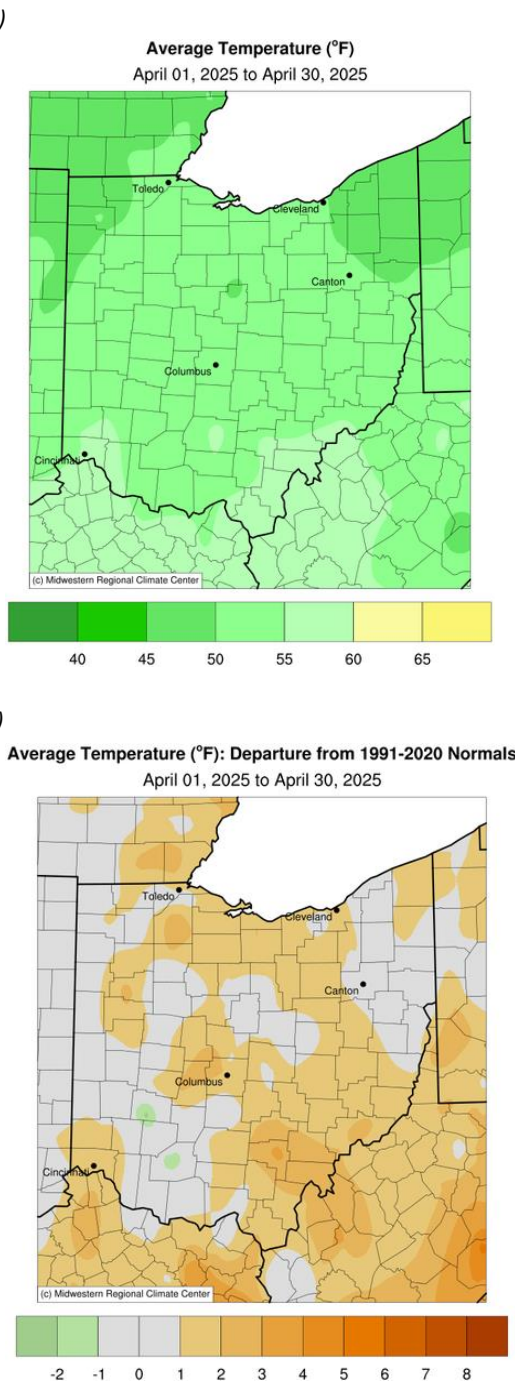 )
Average Temperature (°F)
April 01, 2025 to April 30, 2025
Toledo
Cleveland
Canton
Columbus
Cincinnati
(c) Midwestern Regional Climate Center
40 45 50 55 60 65
)
Average Temperature (°F): Departure from 1991-2020 Normals
April 01, 2025 to April 30, 2025
Toledo
Cleveland
Canton
Columbus
Cincinnati
(c) Midwestern Regional Climate Center
-2 -1 0 1 2 3 4 5 6 7 8